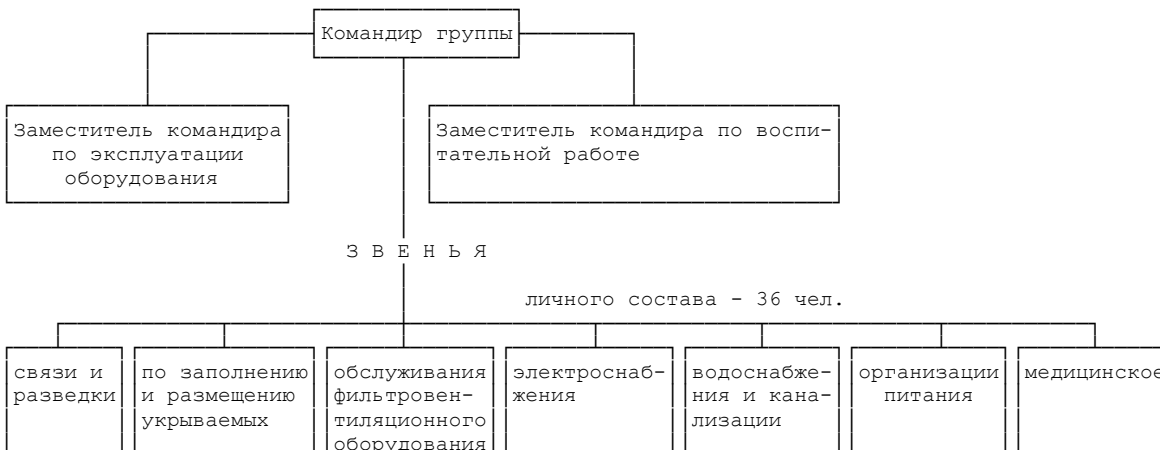 Командир группы
Заместитель командира
по эксплуатации
оборудования
Заместитель командира по воспи-
тательной работе
З В Е Н Ь Я
личного состава - 36 чел.
связи и
разведки
по заполнению
и размещению
укрываемых
обслуживания
фильтровен-
тиляционного
оборудования
электроснаб-
жения
водоснабже-
ния и кана-
лизации
организации
питания
медицинское